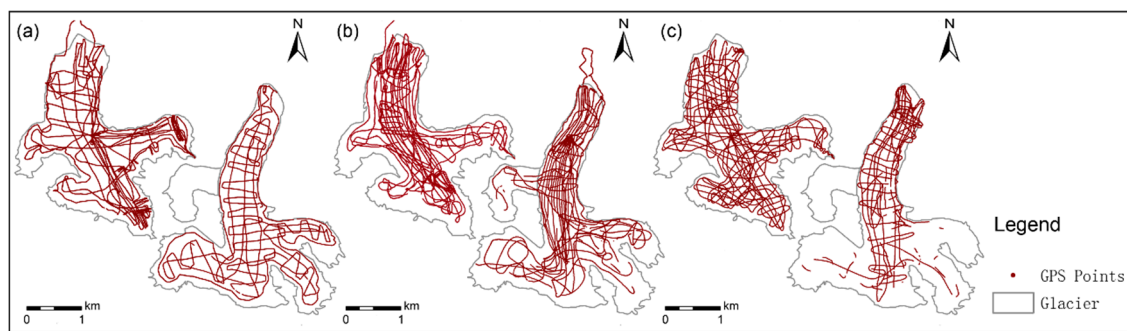 (a)
N
(b)
N
(c)
N
Legend
GPS Points
Glacier
km
0 1
km
0 1
km
0 1